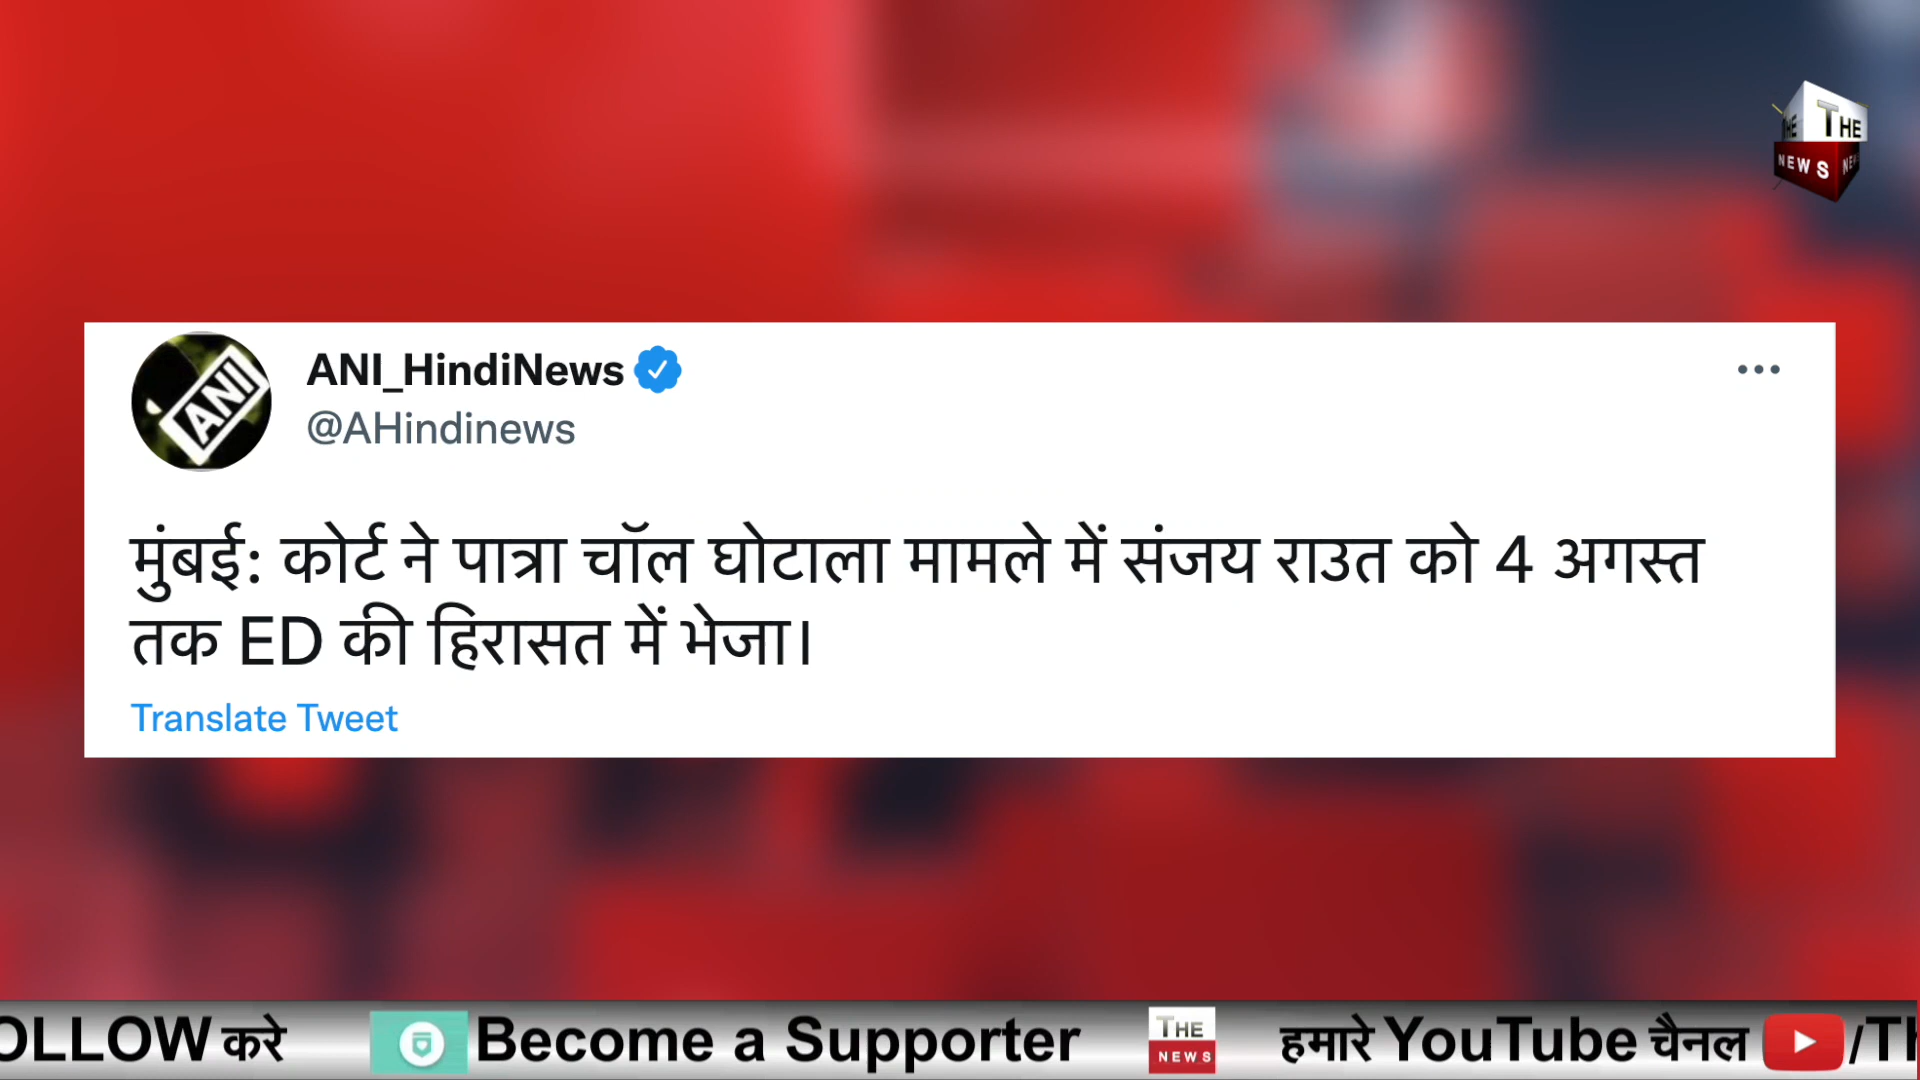 THE
NEWS
ANI
ANI_HindiNews
@AHindinews
मुंबई: कोर्ट ने पात्रा चॉल घोटाला मामले में संजय राउत को 4 अगस्त
तक ED की हिरासत में भेजा।
Translate Tweet
OLLOW करे Become a Supporter THE NEWS हमारे YouTube चैनल /Th